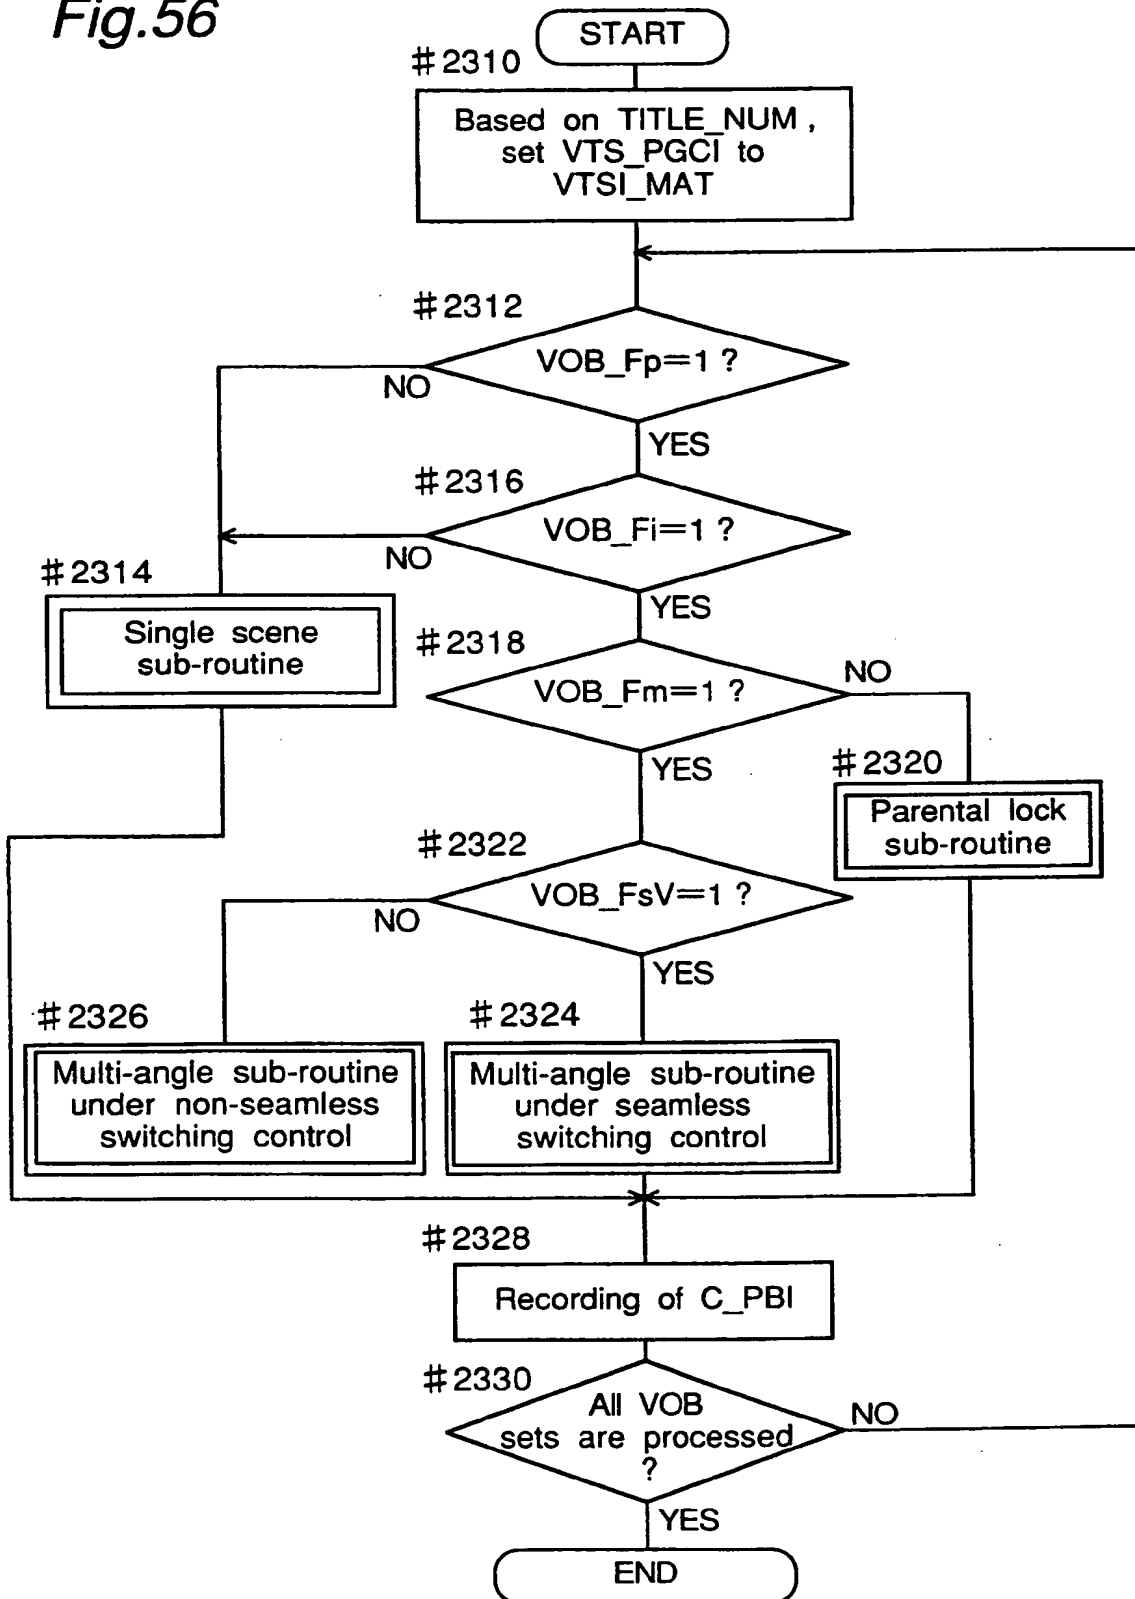 Fig.56
START
#2310
Based on TITLE_NUM,
set VTS_PGCI to
VTSI_MAT
#2312
VOB_Fp=1 ?
NO
YES
#2316
VOB_Fi=1 ?
NO
YES
#2314
Single scene
sub-routine
#2318
VOB_Fm=1 ?
NO
YES
#2320
Parental lock
sub-routine
#2322
VOB_FsV=1 ?
NO
YES
#2326
Multi-angle sub-routine
under non-seamless
switching control
#2324
Multi-angle sub-routine
under seamless
switching control
#2328
Recording of C_PBI
#2330
All VOB
sets are processed
?
NO
YES
END